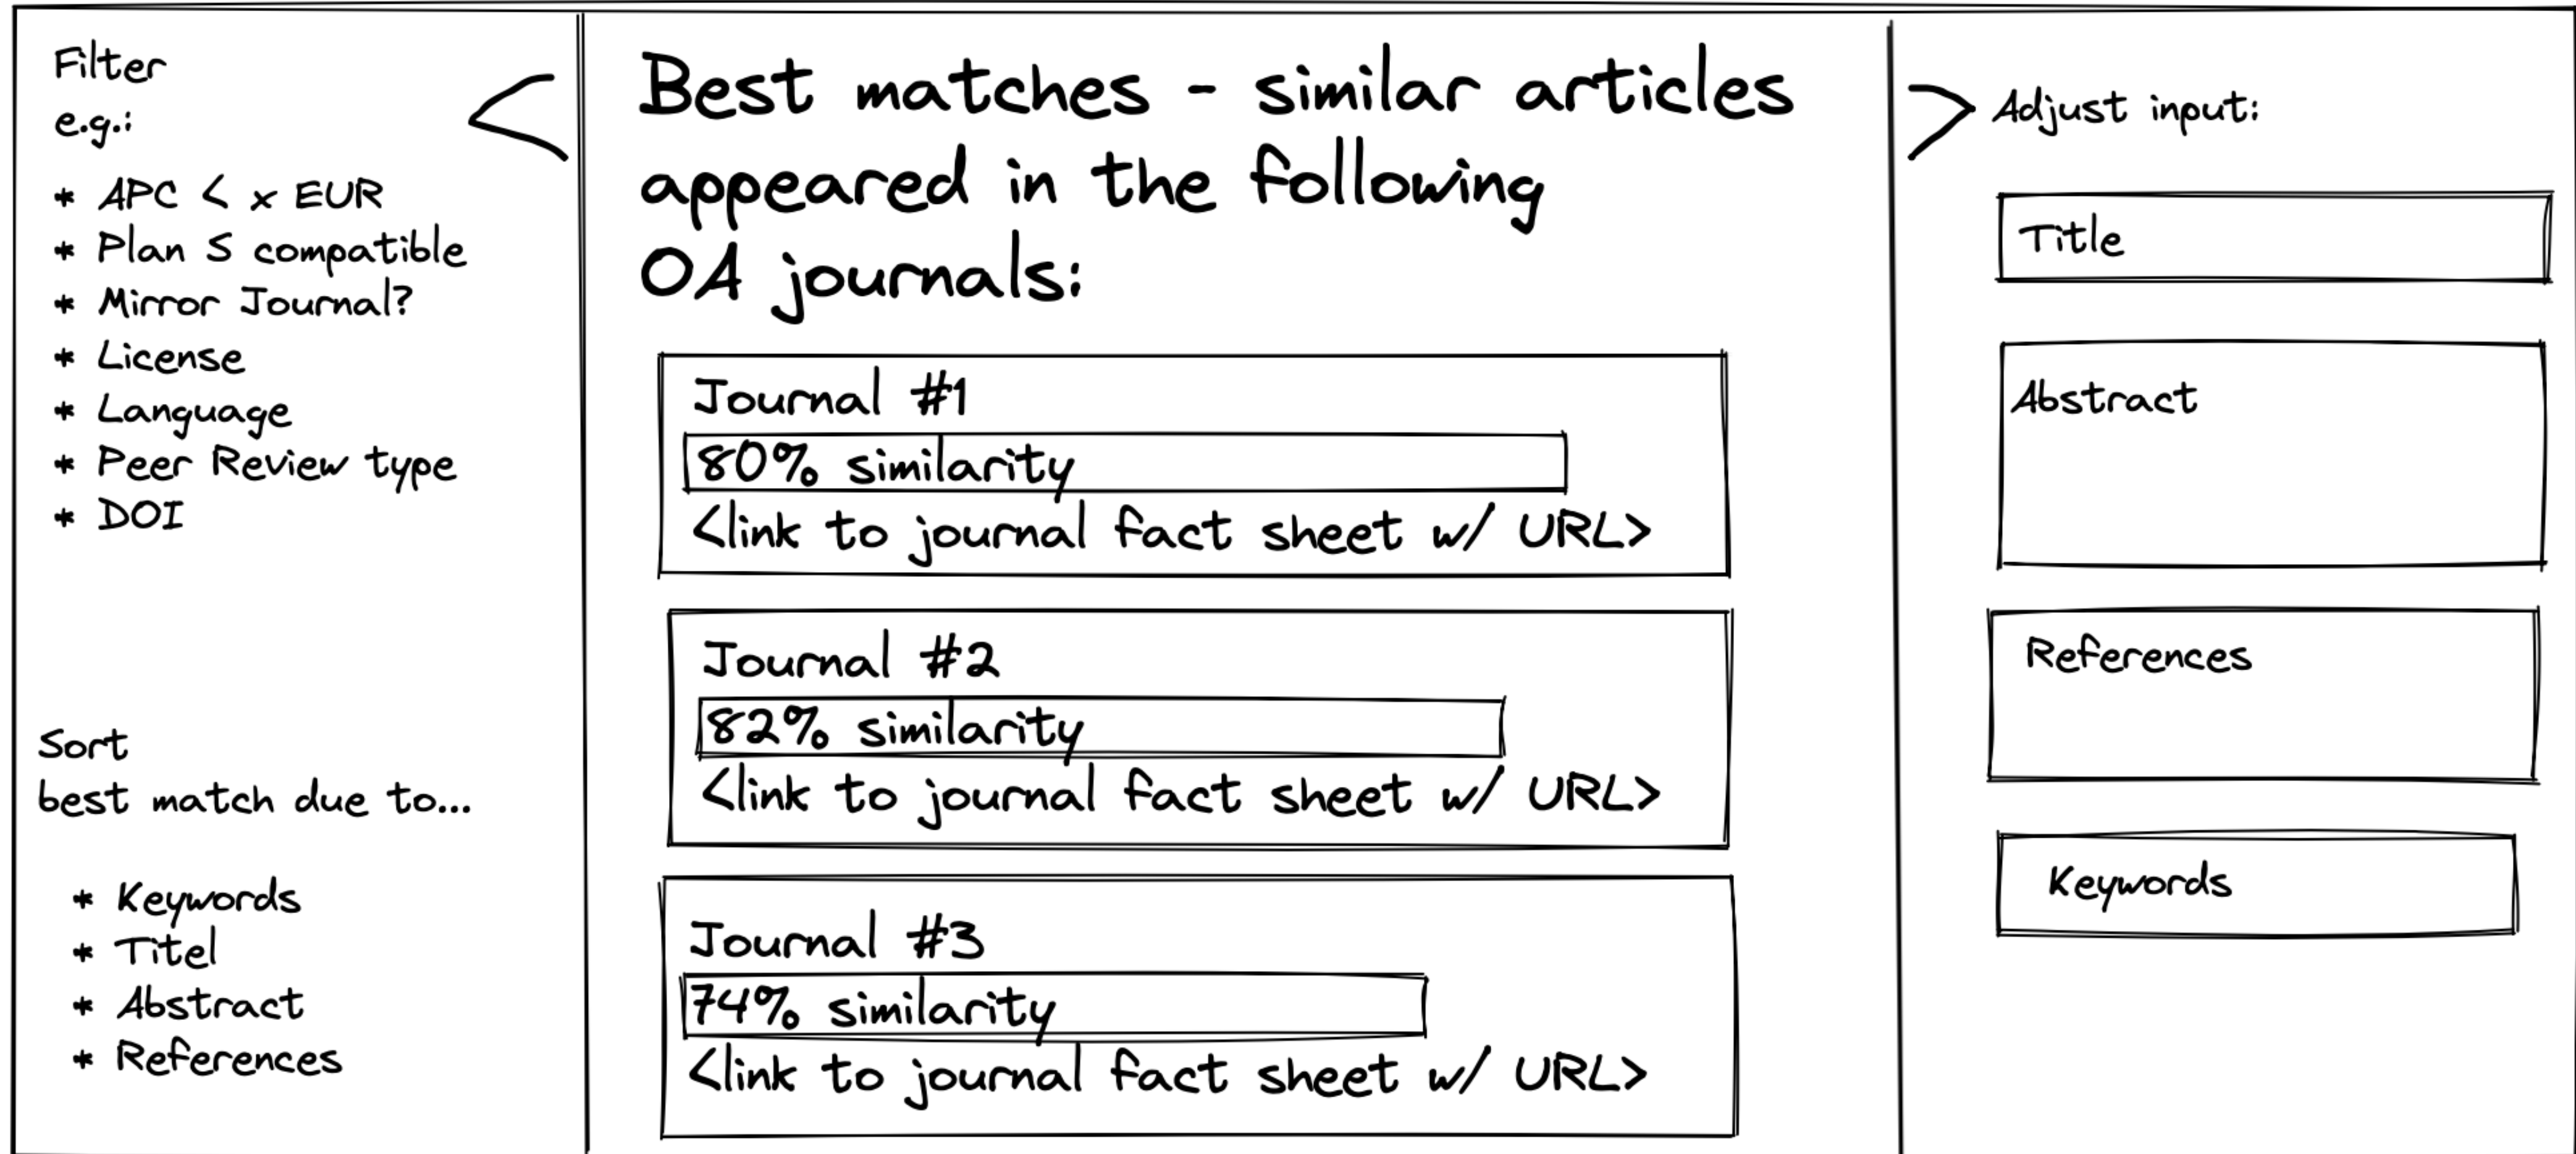 Filter
e.g.:
* APC < x EUR
* Plan S compatible
* Mirror Journal?
* License
* Language
* Peer Review type
* DOI
Sort
best match due to...
* Keywords
* Titel
* Abstract
* References
Best matches - similar articles
appeared in the following
OA journals:
Journal #1
80% similarity
<link to journal fact sheet w/ URL>
Journal #2
82% similarity
<link to journal fact sheet w/ URL>
Journal #3
74% similarity
<link to journal fact sheet w/ URL>
Adjust input:
Title
Abstract
References
Keywords